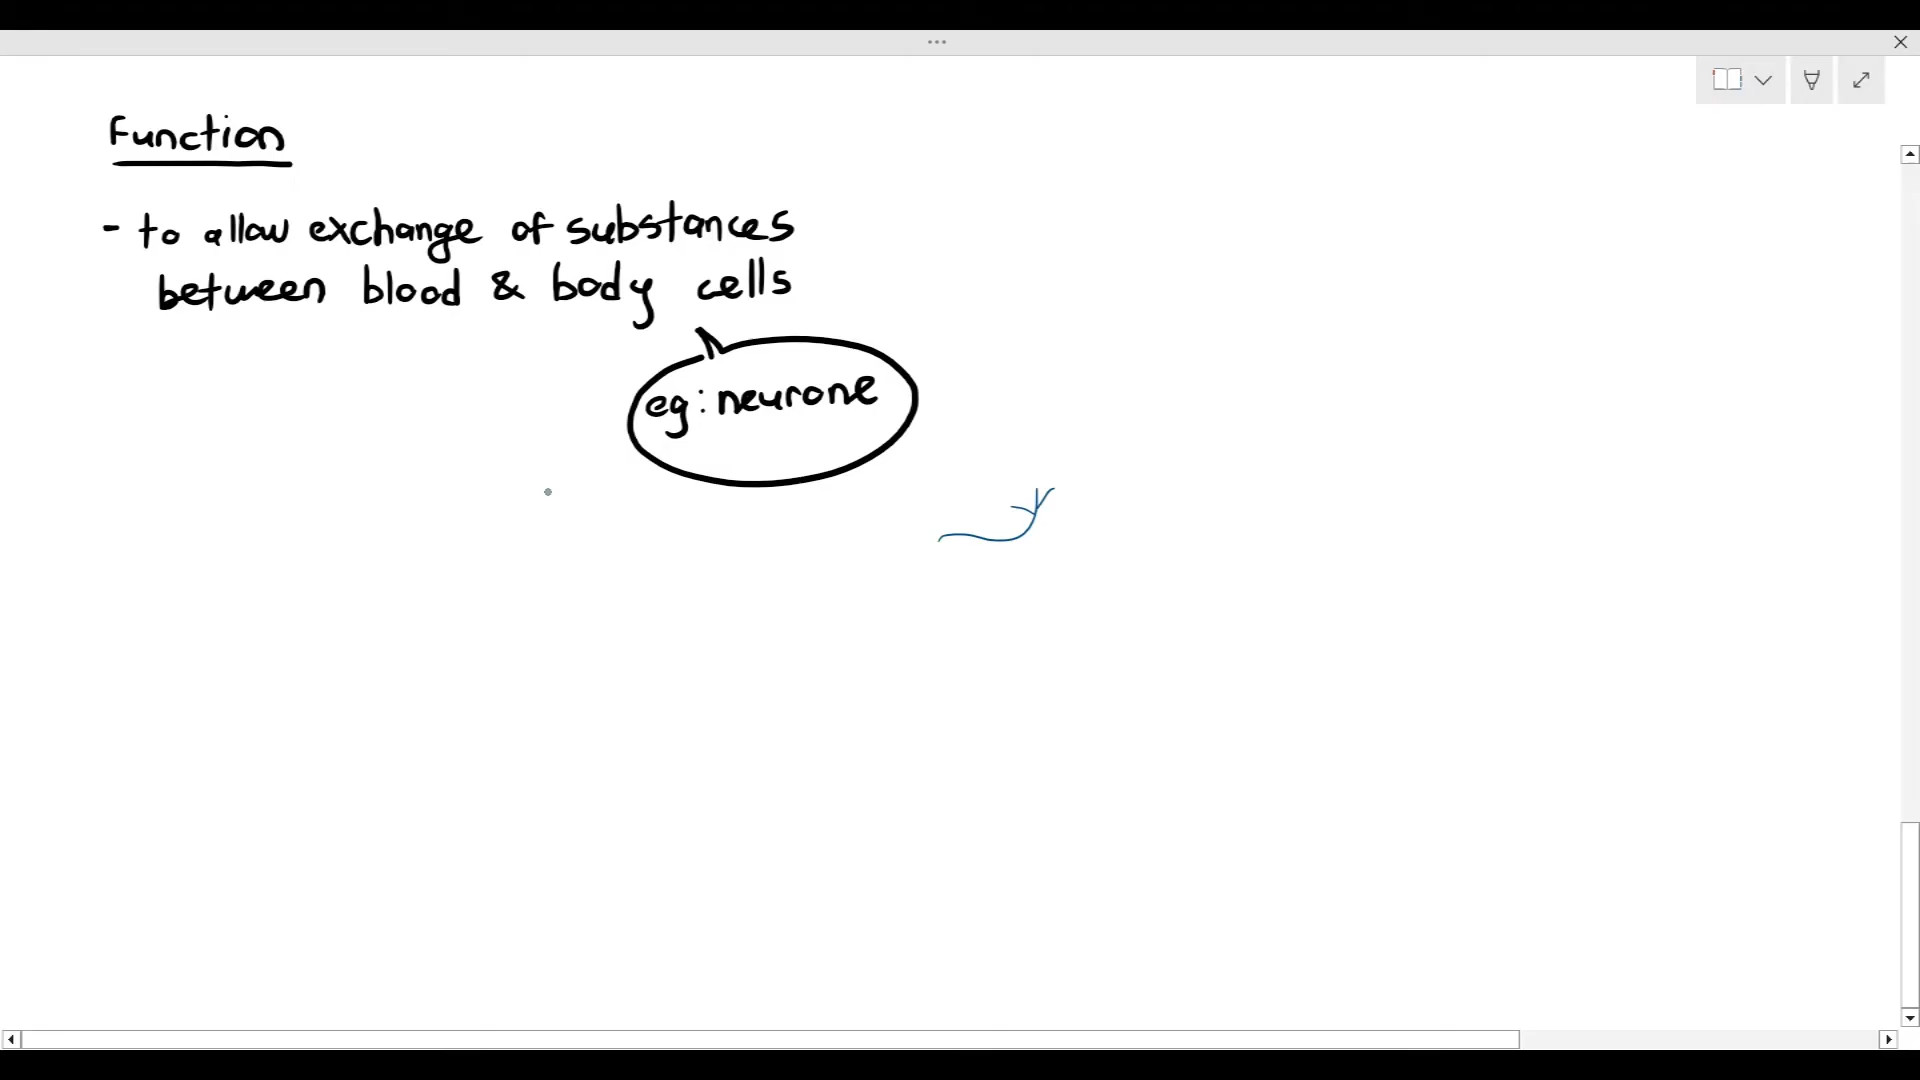 Function
- to allow exchange of substances
between blood & body cells
eg: neurone